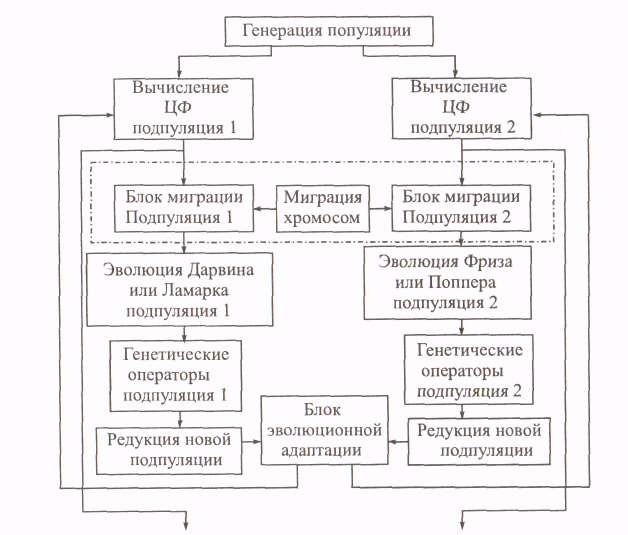 Генерация популяции
Вычисление
ЦФ
подпуляция 1
Вычисление
ЦФ
подпуляция 2
Блок миграции
Подпуляция 1
Миграция
хромосом
Блок миграции
Подпуляция 2
Эволюция Дарвина
или Ламарка
подпуляция 1
Эволюция Фриза
или Поппера
подпуляция 2
Генетические
операторы
подпуляция 1
Генетические
операторы
подпуляция 2
Редукция новой
подпуляции
Блок
эволюционной
адаптации
Редукция новой
подпуляции